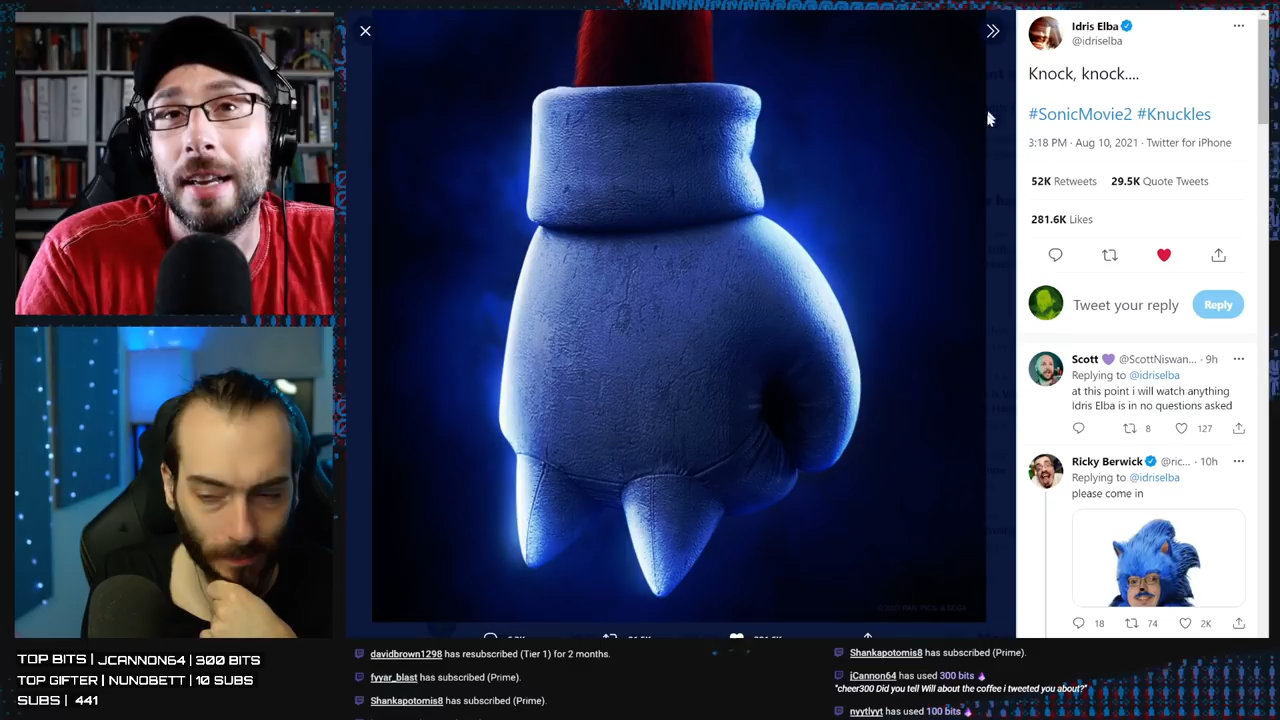 Idris Elba
@idriselba
Knock, knock....
#SonicMovie2 #Knuckles
3:18 PM · Aug 10, 2021 · Twitter for iPhone
52K Retweets 29.5K Quote Tweets
281.6K Likes
Tweet your reply
Reply
Scott 💜 @ScottNiswan... · 9h
Replying to @idriselba
at this point i will watch anything
Idris Elba is in no questions asked
8 127
Ricky Berwick @ric... · 10h
Replying to @idriselba
please come in
18 74 2K
TOP BITS | JCANNON64 | 300 BITS
TOP GIFTER | NUNOBETT | 10 SUBS
SUBS | 441
davidbrown1298 has resubscribed (Tier 1) for 2 months.
fyyar_blast has subscribed (Prime).
Shankapotomis8 has subscribed (Prime).
Shankapotomis8 has subscribed (Prime).
jCannon64 has used 300 bits
"cheer300 Did you tell Will about the coffee i tweeted you about?"
nyytlyyt has used 100 bits